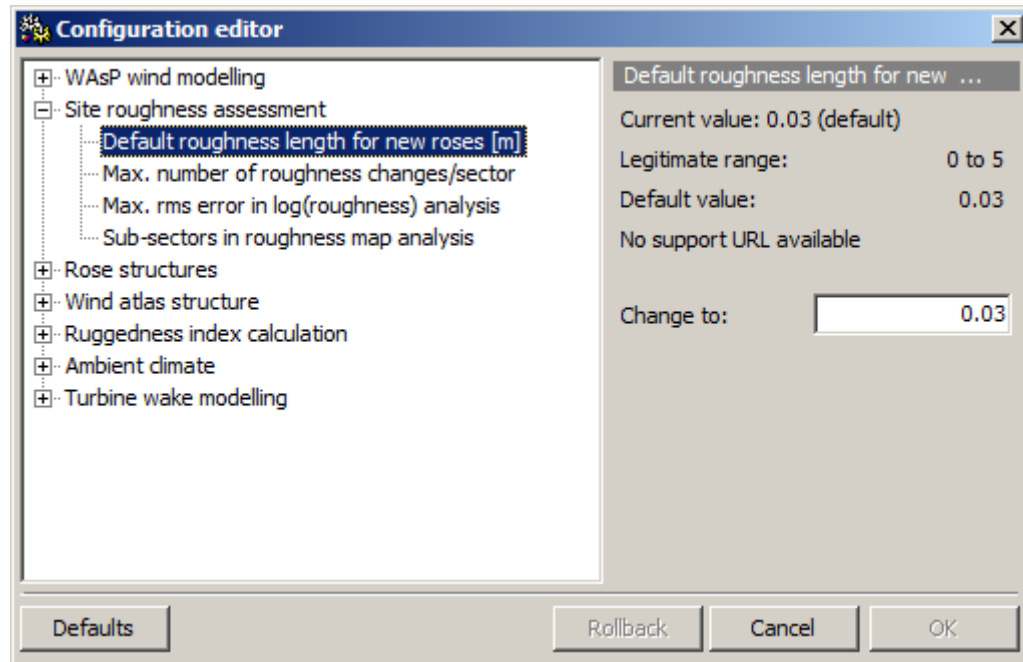 Configuration editor
WAsP wind modelling
Site roughness assessment
Default roughness length for new roses [m]
Max. number of roughness changes/sector
Max. rms error in log(roughness) analysis
Sub-sectors in roughness map analysis
Rose structures
Wind atlas structure
Ruggedness index calculation
Ambient climate
Turbine wake modelling
Default roughness length for new ...
Current value: 0.03 (default)
Legitimate range: 0 to 5
Default value: 0.03
No support URL available
Change to: 0.03
Defaults
Rollback
Cancel
OK